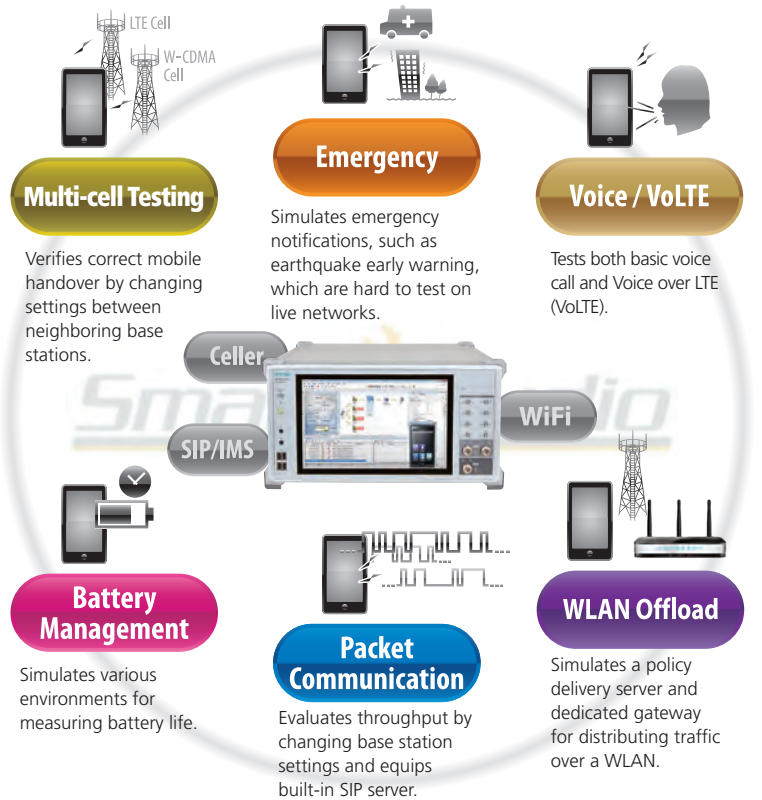 LTE Cell
W-CDMA
Cell
Multi-cell Testing
Verifies correct mobile
handover by changing
settings between
neighboring base
stations.
Emergency
Simulates emergency
notifications, such as
earthquake early warning,
which are hard to test on
live networks.
Voice / VoLTE
Tests both basic voice
call and Voice over LTE
(VoLTE).
Celler
SIP/IMS
WiFi
Battery
Management
Simulates various
environments for
measuring battery life.
Packet
Communication
Evaluates throughput by
changing base station
settings and equips
built-in SIP server.
WLAN Offload
Simulates a policy
delivery server and
dedicated gateway
for distributing traffic
over a WLAN.